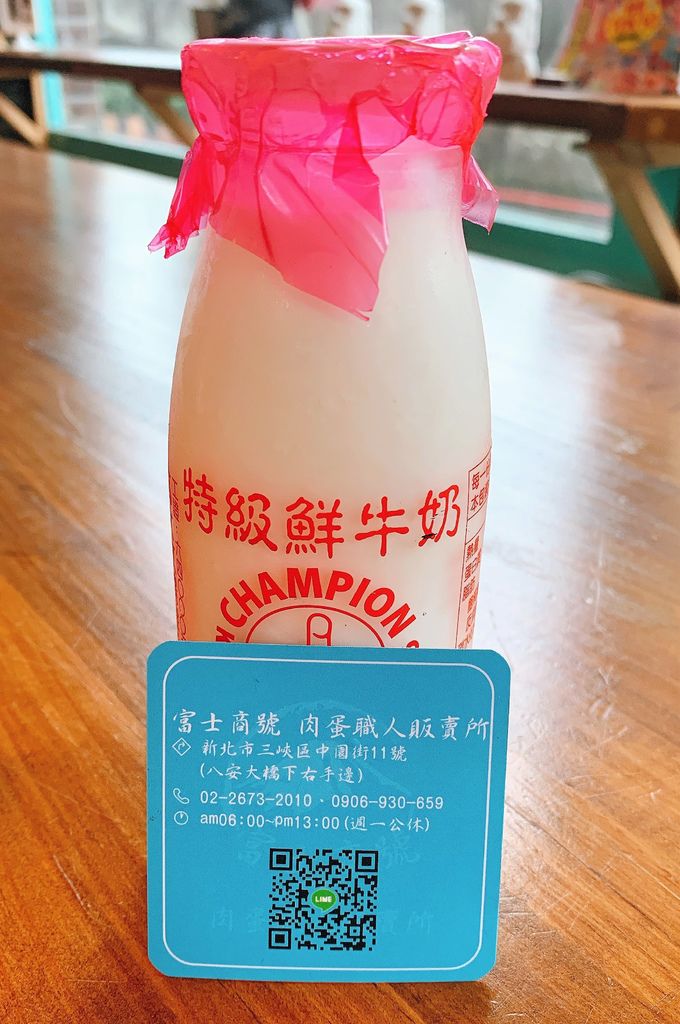 特級鮮牛奶
CHAMPION
富士商號 肉蛋職人販賣所
新北市三峽區中園街11號
(八安大橋下右手邊)
02-2673-2010、0906-930-659
am06:00~pm13:00(週一公休)
LINE